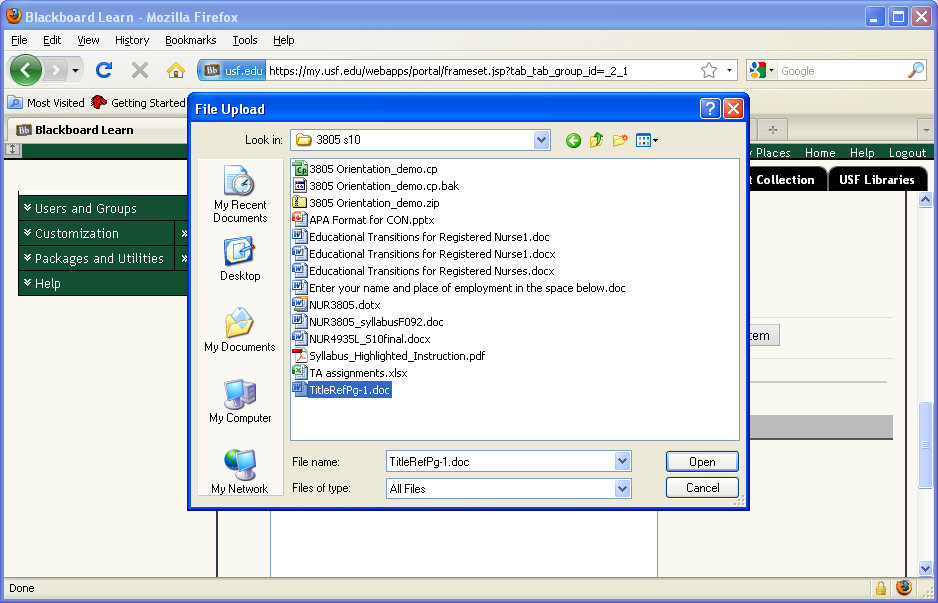 Blackboard Learn - Mozilla Firefox
File Edit View History Bookmarks Tools Help
Bb usf.edu https://my.usf.edu/webapps/portal/frameset.jsp?tab_tab_group_id=_2_1
Google
Most Visited Getting Started
Bb Blackboard Learn
Places Home Help Logout
Collection USF Libraries
Users and Groups
Customization
Packages and Utilities
Help
File Upload
Look in: 3805 s10
My Recent Documents
Desktop
My Documents
My Computer
My Network
3805 Orientation_demo.cp
3805 Orientation_demo.cp.bak
3805 Orientation_demo.zip
APA Format for CON.pptx
Educational Transitions for Registered Nurse1.doc
Educational Transitions for Registered Nurse1.docx
Educational Transitions for Registered Nurses.docx
Enter your name and place of employment in the space below.doc
NUR3805.dotx
NUR3805_syllabusF092.doc
NUR4935L_S10final.docx
Syllabus_Highlighted_Instruction.pdf
TA assignments.xlsx
TitleRefPg-1.doc
File name: TitleRefPg-1.doc Open
Files of type: All Files Cancel
Done